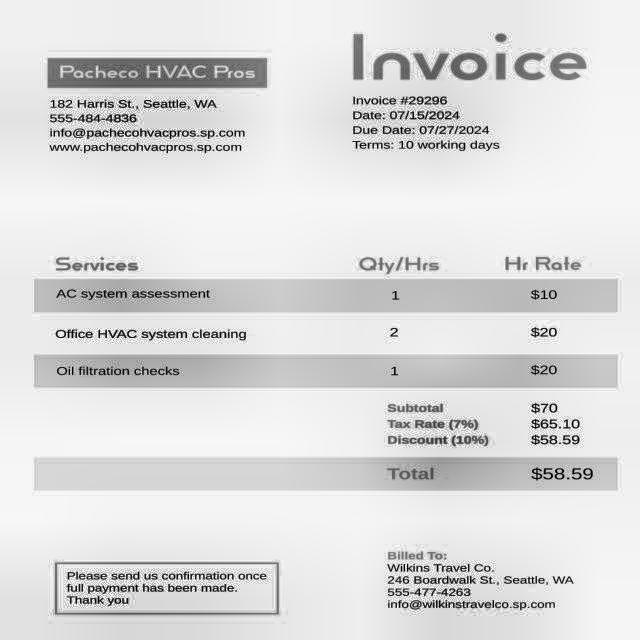 Pacheco HVAC Pros
182 Harris St., Seattle, WA
555-484-4836
info@pachecohvacpros.sp.com
www.pachecohvacpros.sp.com
Invoice
Invoice #29296
Date: 07/15/2024
Due Date: 07/27/2024
Terms: 10 working days
Services Qty/Hrs Hr Rate
AC system assessment 1 $10
Office HVAC system cleaning 2 $20
Oil filtration checks 1 $20
Subtotal $70
Tax Rate (7%) $65.10
Discount (10%) $58.59
Total $58.59
Please send us confirmation once
full payment has been made.
Thank you
Billed To:
Wilkins Travel Co.
246 Boardwalk St., Seattle, WA
555-477-4263
info@wilkinstravelco.sp.com